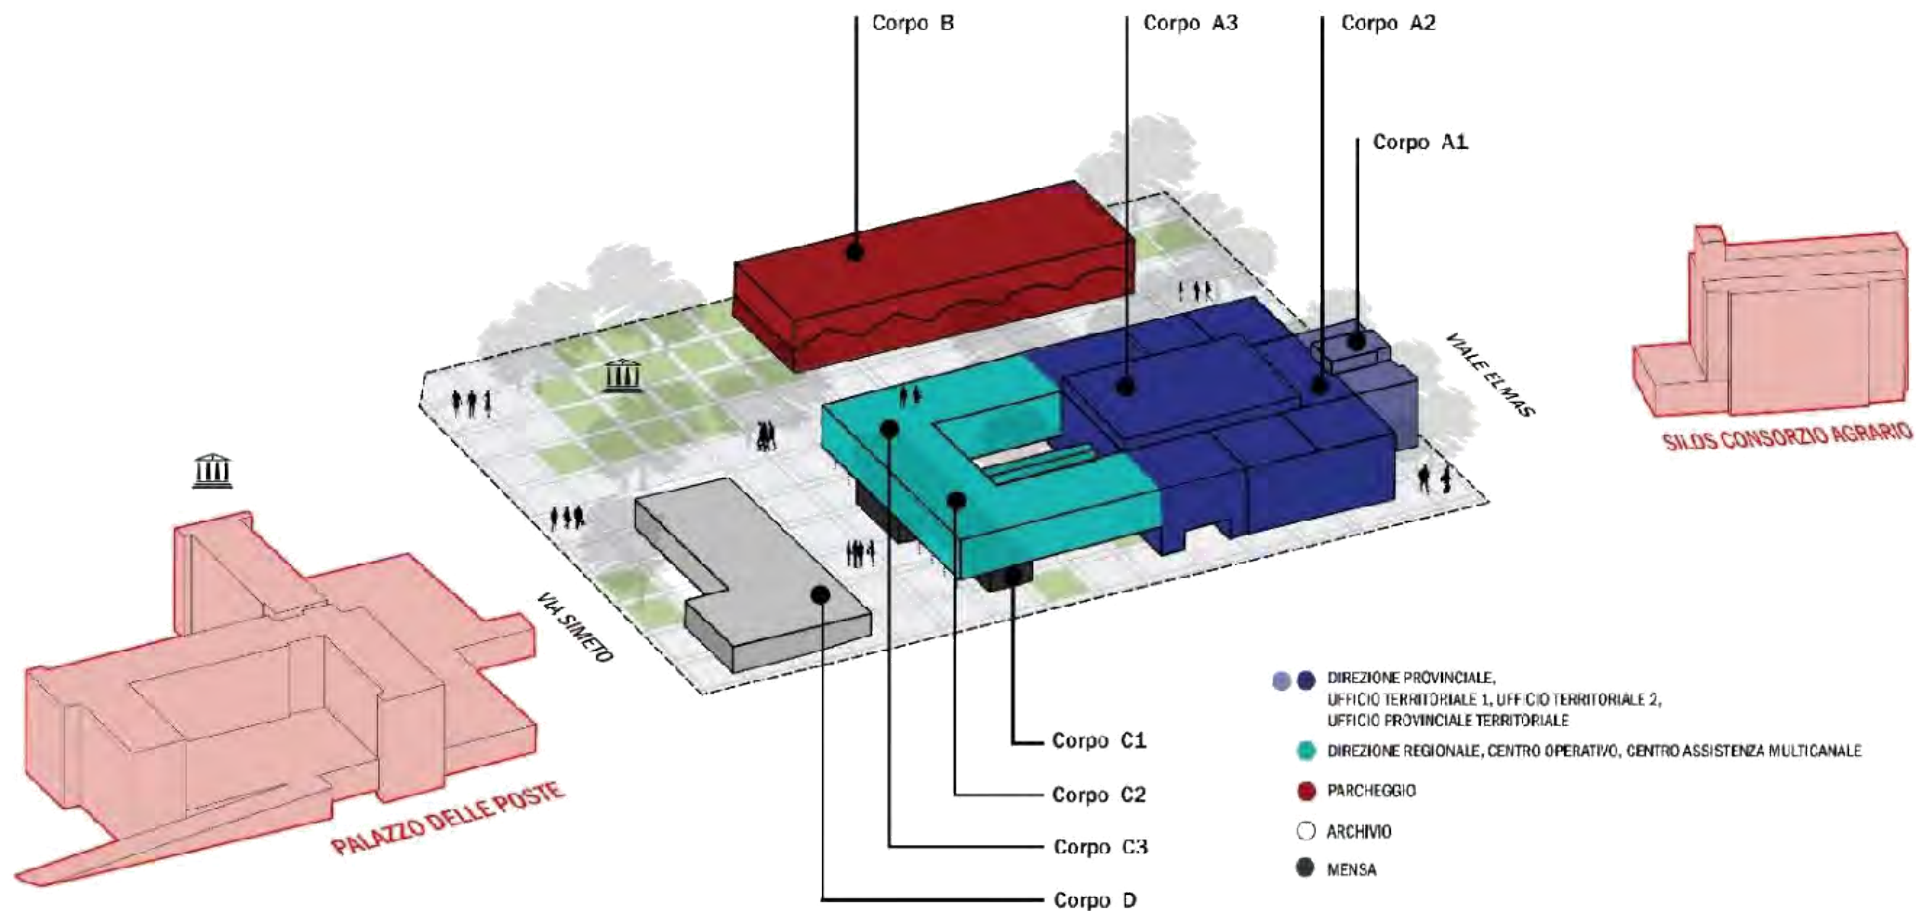 Corpo B
Corpo A3
Corpo A2
Corpo A1
VIALE ELMAS
SILOS CONSORZIO AGRARIO
VIA SIMETO
PALAZZO DELLE POSTE
Corpo C1
Corpo C2
Corpo C3
Corpo D
DIREZIONE PROVINCIALE,
UFFICIO TERRITORIALE 1, UFFICIO TERRITORIALE 2,
UFFICIO PROVINCIALE TERRITORIALE
DIREZIONE REGIONALE, CENTRO OPERATIVO, CENTRO ASSISTENZA MULTICANALE
PARCHEGGIO
ARCHIVIO
MENSA